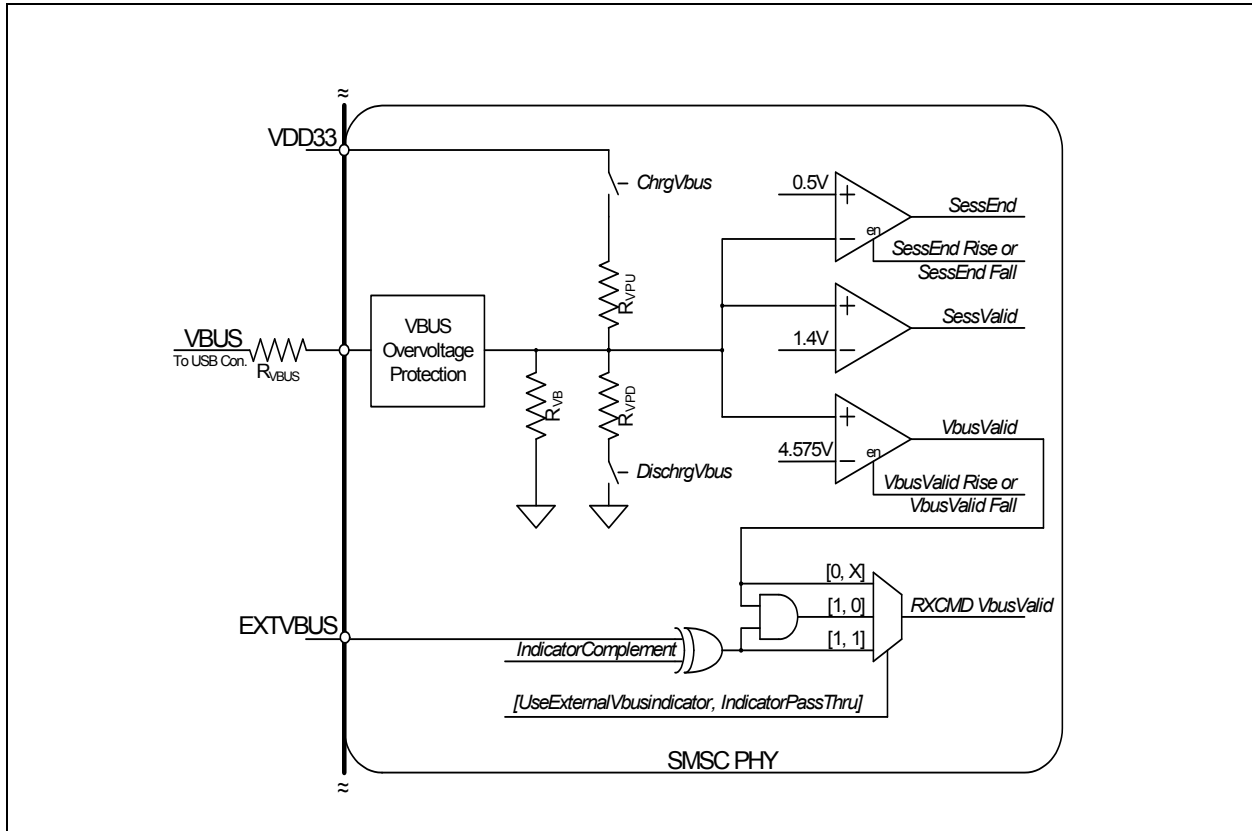 ≈
VDD33
ChrgVbus
0.5V
+
SessEnd
en
−
SessEnd Rise or
SessEnd Fall
RVPU
+
SessValid
1.4V
−
VBUS
To USB Con.
RVBUS
VBUS
Overvoltage
Protection
RVB
RVPD
+
VbusValid
4.575V
−
en
DischrgVbus
VbusValid Rise or
VbusValid Fall
[0, X]
[1, 0]
RXCMD VbusValid
EXTVBUS
[1, 1]
IndicatorComplement
[UseExternalVbusindicator, IndicatorPassThru]
SMSC PHY
≈